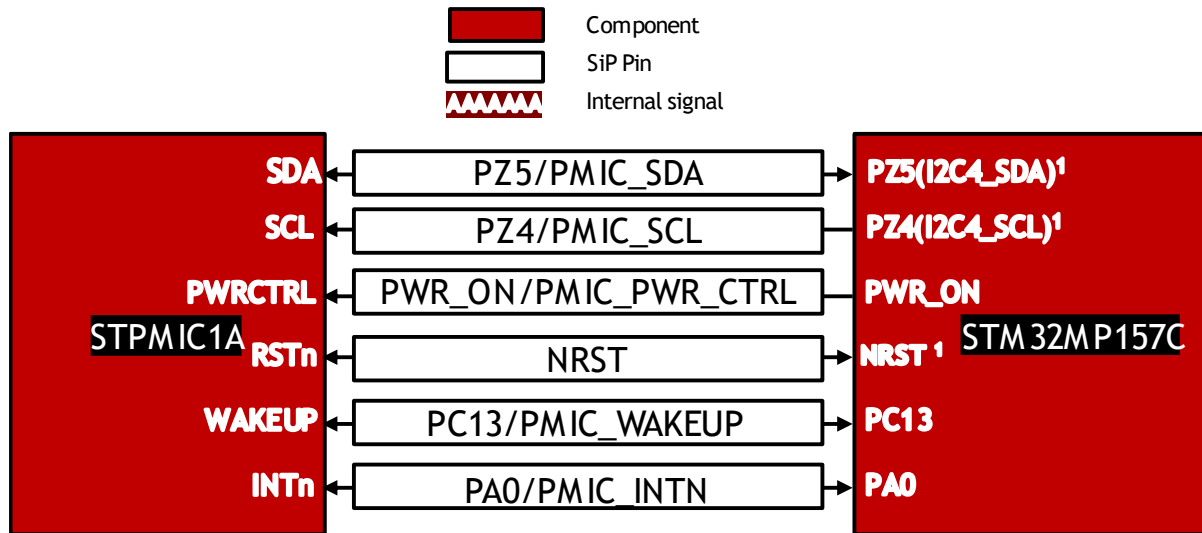 Component
SiP Pin
Internal signal
SDA PZ5/PMIC_SDA PZ5(I2C4_SDA)¹
SCL PZ4/PMIC_SCL PZ4(I2C4_SCL)¹
PWRCTRL PWR_ON/PMIC_PWR_CTRL PWR_ON
STPMIC1A STM32MP157C
RSTn NRST NRST ¹
WAKEUP PC13/PMIC_WAKEUP PC13
INTn PA0/PMIC_INTN PA0